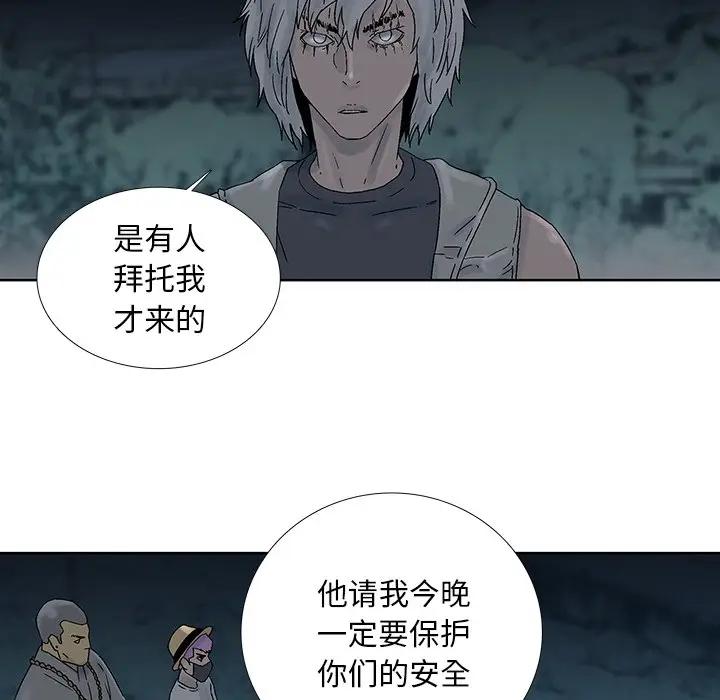 是有人
拜托我
才来的
他请我今晚
一定要保护
你们的安全